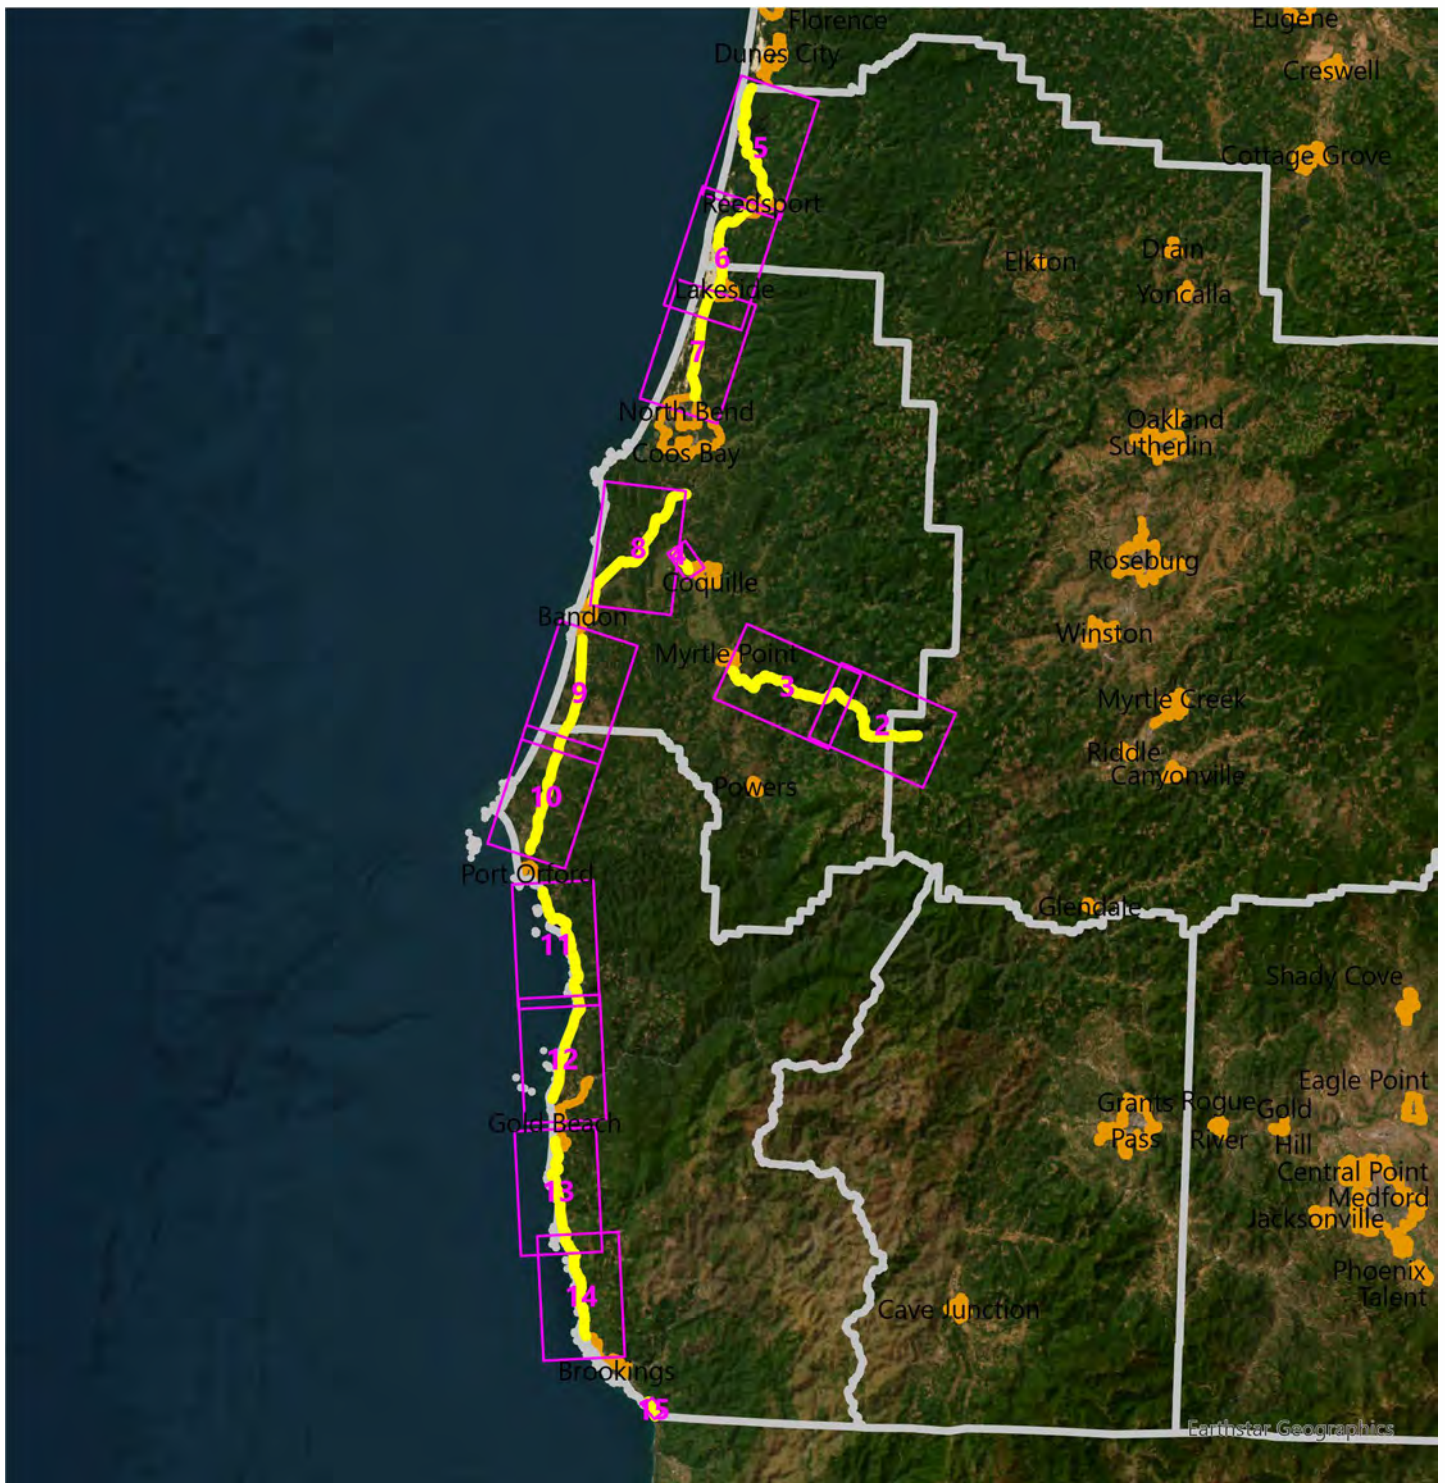 Florence
Eugene
Dunes City
Creswell
5
Cottage Grove
Reedsport
Drain
6
Elkton
Lakeside
Yoncalla
7
North Bend
Oakland
Sutherlin
Coos Bay
8
4
Roseburg
Coquille
Bandon
Winston
Myrtle Point
3
9
Myrtle Creek
2
Riddle
Canyonville
Powers
10
Port Orford
Glendale
11
Shady Cove
12
Eagle Point
Grants
Pass
Rogue
River
Gold
Hill
Gold Beach
Central Point
Medford
13
Jacksonville
Phoenix
14
Talent
Cave Junction
Brookings
15
Earthstar Geographics